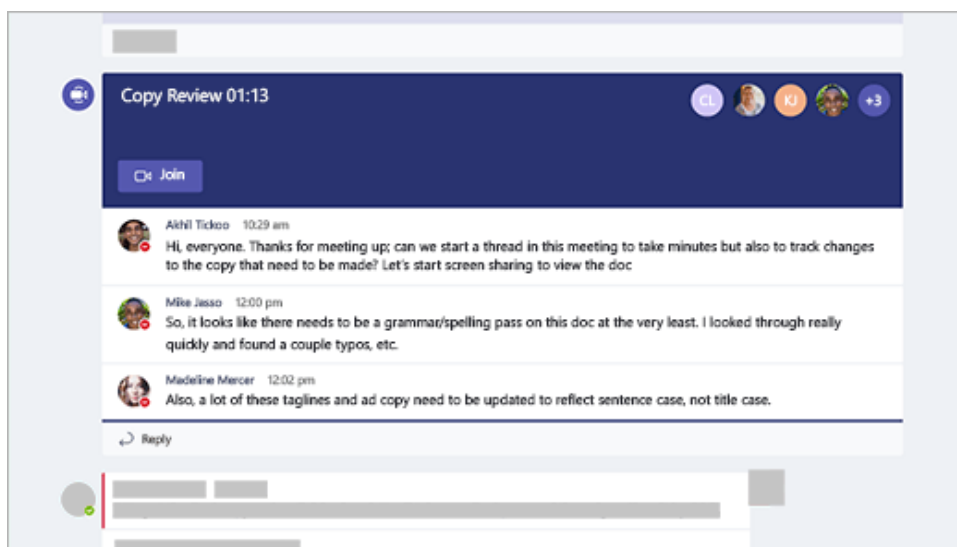 Copy Review 01:13
CL
KJ
+3
Join
Akhil Tickoo 10:29 am
Hi, everyone. Thanks for meeting up; can we start a thread in this meeting to take minutes but also to track changes
to the copy that need to be made? Let's start screen sharing to view the doc
Mike Jasso 12:00 pm
So, it looks like there needs to be a grammar/spelling pass on this doc at the very least. I looked through really
quickly and found a couple typos, etc.
Madeline Mercer 12:02 pm
Also, a lot of these taglines and ad copy need to be updated to reflect sentence case, not title case.
Reply